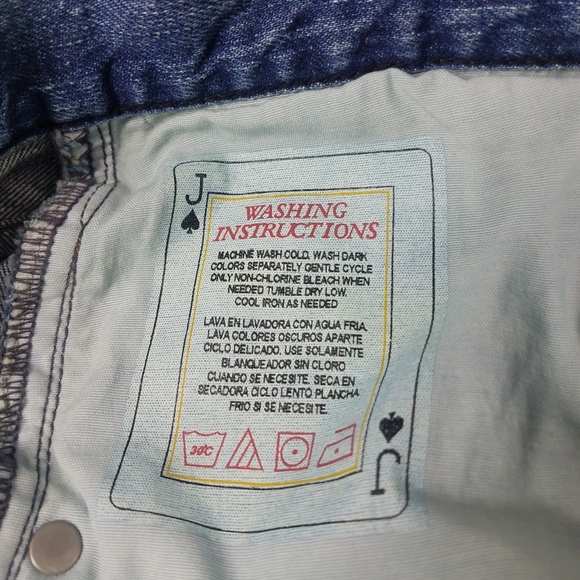 J
WASHING
INSTRUCTIONS
MACHINE WASH COLD. WASH DARK
COLORS SEPARATELY GENTLE CYCLE
ONLY NON-CHLORINE BLEACH WHEN
NEEDED TUMBLE DRY LOW.
COOL IRON AS NEEDED
LAVA EN LAVADORA CON AGUA FRIA.
LAVA COLORES OSCUROS APARTE
CICLO DELICADO. USE SOLAMENTE
BLANQUEADOR SIN CLORO
CUANDO SE NECESITE. SECA EN
SECADORA CICLO LENTO PLANCHA
FRIO SI SE NECESITE.
30°C
J